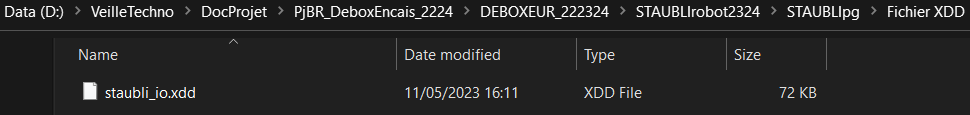 Data (D:) > VeilleTechno > DocProjet > PjBR_DeboxEncais_2224 > DEBOXEUR_222324 > STAUBLIrobot2324 > STAUBLIpg > Fichier XDD
Name Date modified Type Size
staubli_io.xdd 11/05/2023 16:11 XDD File 72 KB